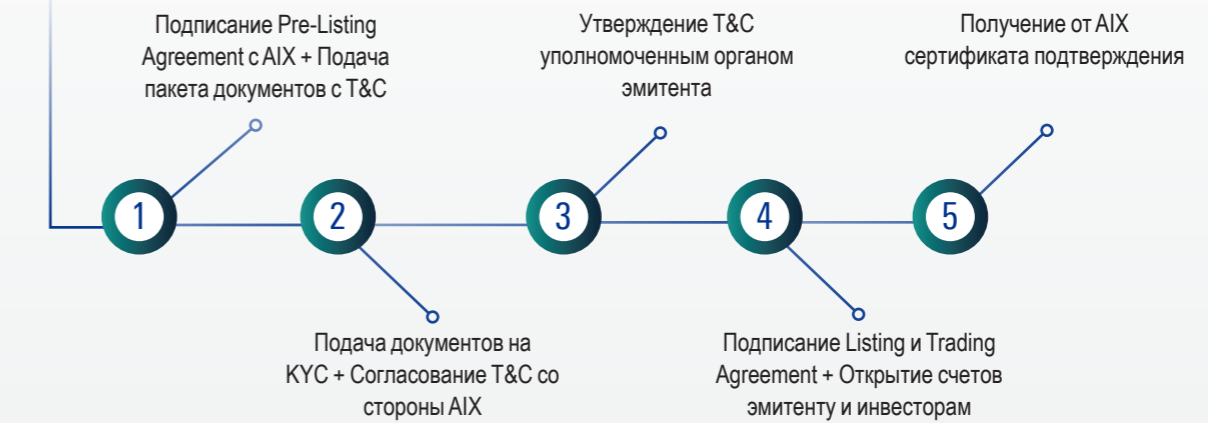 Подписание Pre-Listing
Agreement с AIX + Подача
пакета документов с T&C
Утверждение T&C
уполномоченным органом
эмитента
Получение от AIX
сертификата подтверждения
1
2
3
4
5
Подача документов на
KYC + Согласование T&C со
стороны AIX
Подписание Listing и Trading
Agreement + Открытие счетов
эмитенту и инвесторам